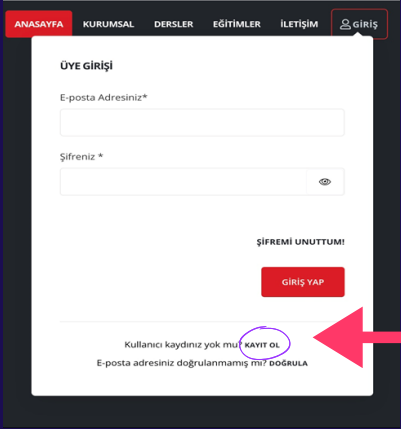 ANASAYFA KURUMSAL DERSLER EĞİTİMLER İLETİŞİM GİRİŞ
ÜYE GİRİŞİ
E-posta Adresiniz*
Şifreniz *
ŞİFREMİ UNUTTUM!
GİRİŞ YAP
Kullanıcı kaydınız yok mu? KAYIT OL
E-posta adresiniz doğrulanmamış mı? DOĞRULA